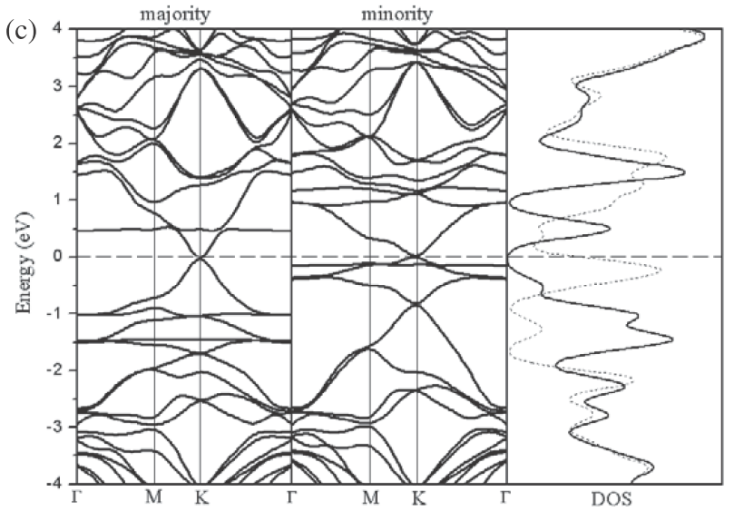 (c)
majority minority
4
3
2
1
0
-1
-2
-3
-4
Energy (eV)
Γ M K Γ M K Γ DOS